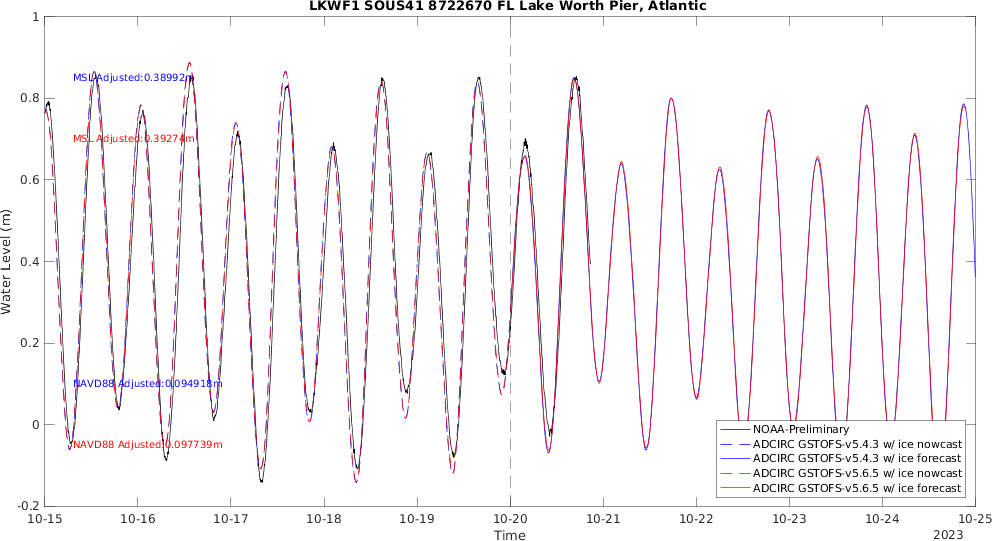 LKWF1 SOUS41 8722670 FL Lake Worth Pier, Atlantic
1
0.8
0.6
0.4
0.2
0
-0.2
Water Level (m)
MSL Adjusted:0.38992m
MSL Adjusted:0.39274m
NAVD88 Adjusted:0.094918m
NAVD88 Adjusted:0.097739m
NOAA-Preliminary
ADCIRC GSTOFS-v5.4.3 w/ ice nowcast
ADCIRC GSTOFS-v5.4.3 w/ ice forecast
ADCIRC GSTOFS-v5.6.5 w/ ice nowcast
ADCIRC GSTOFS-v5.6.5 w/ ice forecast
10-15 10-16 10-17 10-18 10-19 10-20 10-21 10-22 10-23 10-24 10-25
Time
2023